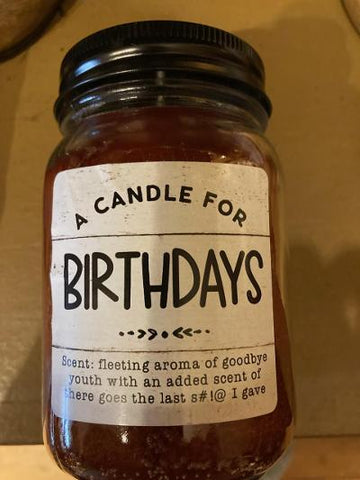 A CANDLE FOR
BIRTHDAYS
Scent: fleeting aroma of goodbye
youth with an added scent of
there goes the last s#!@ I gave